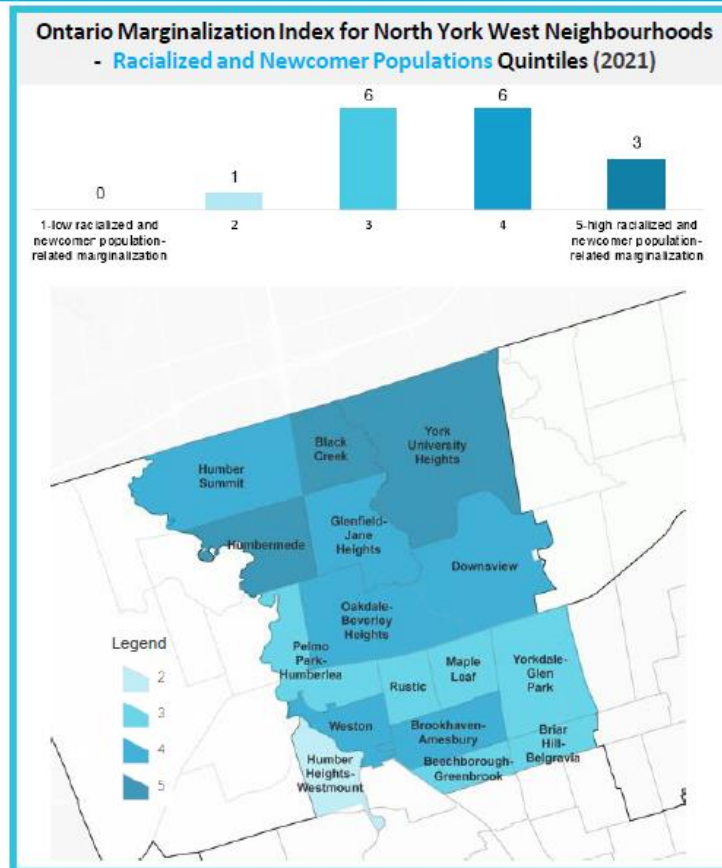 Ontario Marginalization Index for North York West Neighbourhoods
- Racialized and Newcomer Populations Quintiles (2021)
0
1
6
6
3
1-low racialized and
newcomer population-
related marginalization
2
3
4
5-high racialized and
newcomer population-
related marginalization
York
University
Heights
Black
Creek
Humber
Summit
Glenfield-
Jane
Heights
Humbermede
Downsview
Oakdale-
Beverley
Heights
Legend
2
3
4
5
Pelmo
Park-
Humberlea
Rustic
Maple
Leaf
Yorkdale-
Glen
Park
Weston
Brookhaven-
Amesbury
Briar
Hill-
Belgravia
Humber
Heights-
Westmount
Beechborough-
Greenbrook